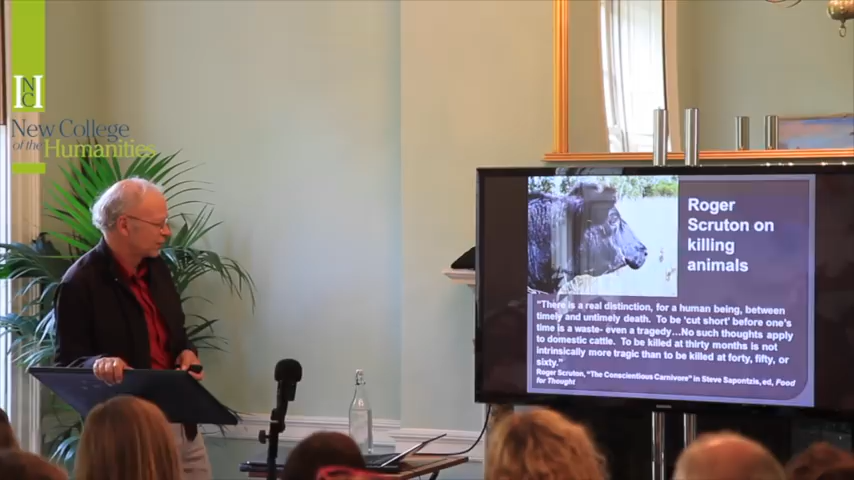 NC
H
New College
of the Humanities
Roger
Scruton on
killing
animals
"There is a real distinction, for a human being, between
timely and untimely death. To be 'cut short' before one's
time is a waste- even a tragedy…No such thoughts apply
to domestic cattle. To be killed at thirty months is not
intrinsically more tragic than to be killed at forty, fifty, or
sixty."
Roger Scruton, "The Conscientious Carnivore" in Steve Sapontzis, ed, Food
for Thought